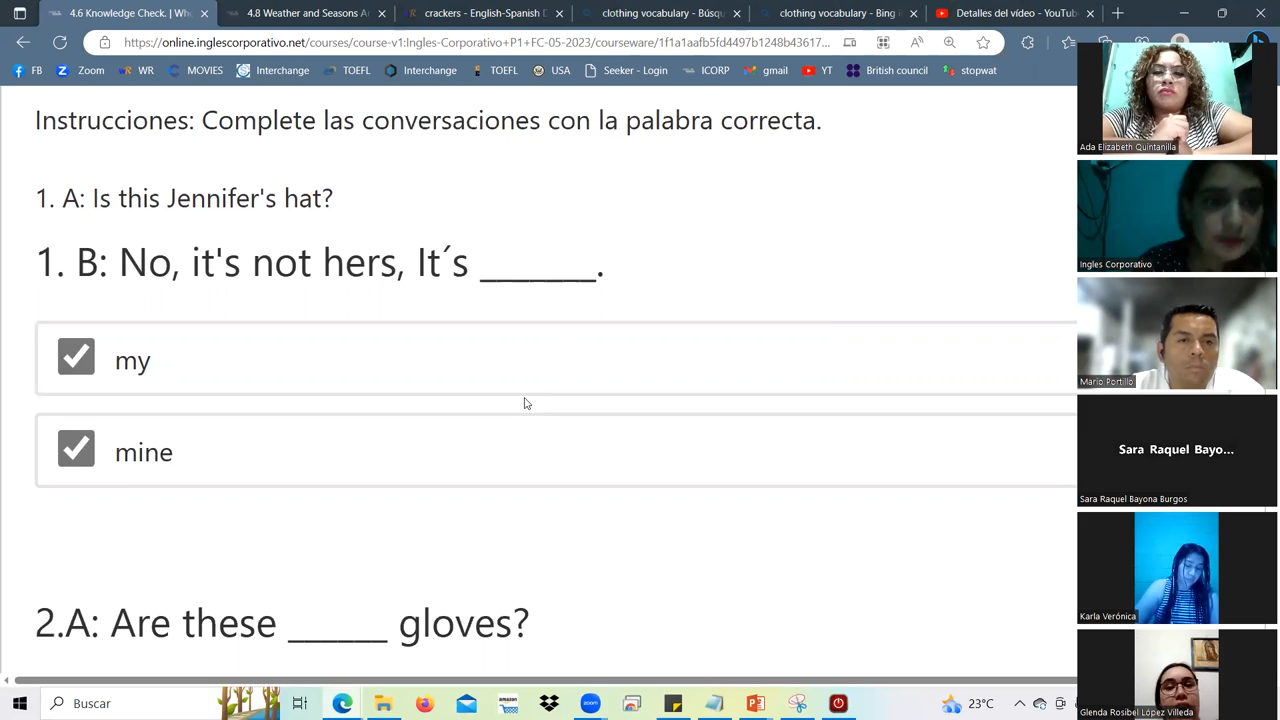 4.6 Knowledge Check. | Who
4.8 Weather and Seasons Ar
crackers - English-Spanish D
clothing vocabulary - Búsqu
clothing vocabulary - Bing i
Detalles del vídeo - YouTube
https://online.inglescorporativo.net/courses/course-v1:Ingles-Corporativo+P1+FC-05-2023/courseware/1f1a1aafb5fd4497b1248b43617...
FB
Zoom
WR
MOVIES
Interchange
TOEFL
Interchange
TOEFL
USA
Seeker - Login
ICORP
gmail
YT
British council
stopwat
Instrucciones: Complete las conversaciones con la palabra correcta.
1. A: Is this Jennifer's hat?
1. B: No, it's not hers, It´s _______.
my
mine
2.A: Are these ______ gloves?
Ada Elizabeth Quintanilla
Ingles Corporativo
Mario Portillo
Sara Raquel Bayo...
Sara Raquel Bayona Burgos
Karla Verónica
Glenda Rosibel López Villeda
Buscar
23°C